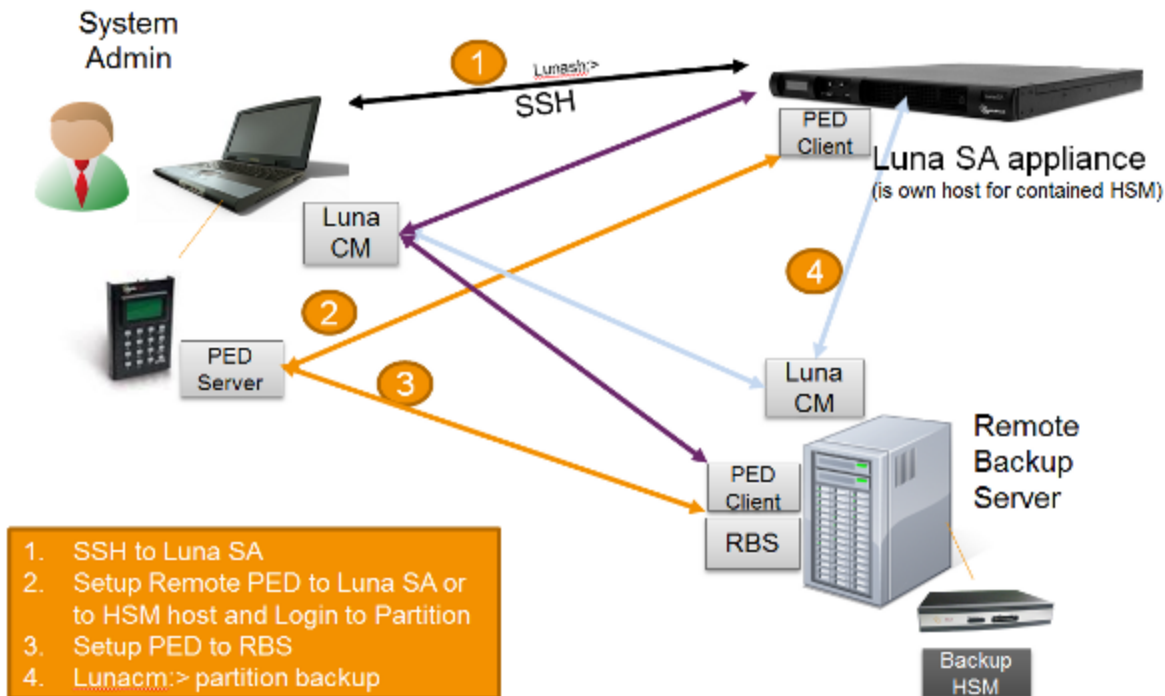 System
Admin
1
Lunash:>
SSH
PED
Client
Luna SA appliance
(is own host for contained HSM)
Luna
CM
4
2
PED
Server
3
Luna
CM
Remote
Backup
Server
PED
Client
RBS
1. SSH to Luna SA
2. Setup Remote PED to Luna SA or
to HSM host and Login to Partition
3. Setup PED to RBS
4. Lunacm:> partition backup
Backup
HSM